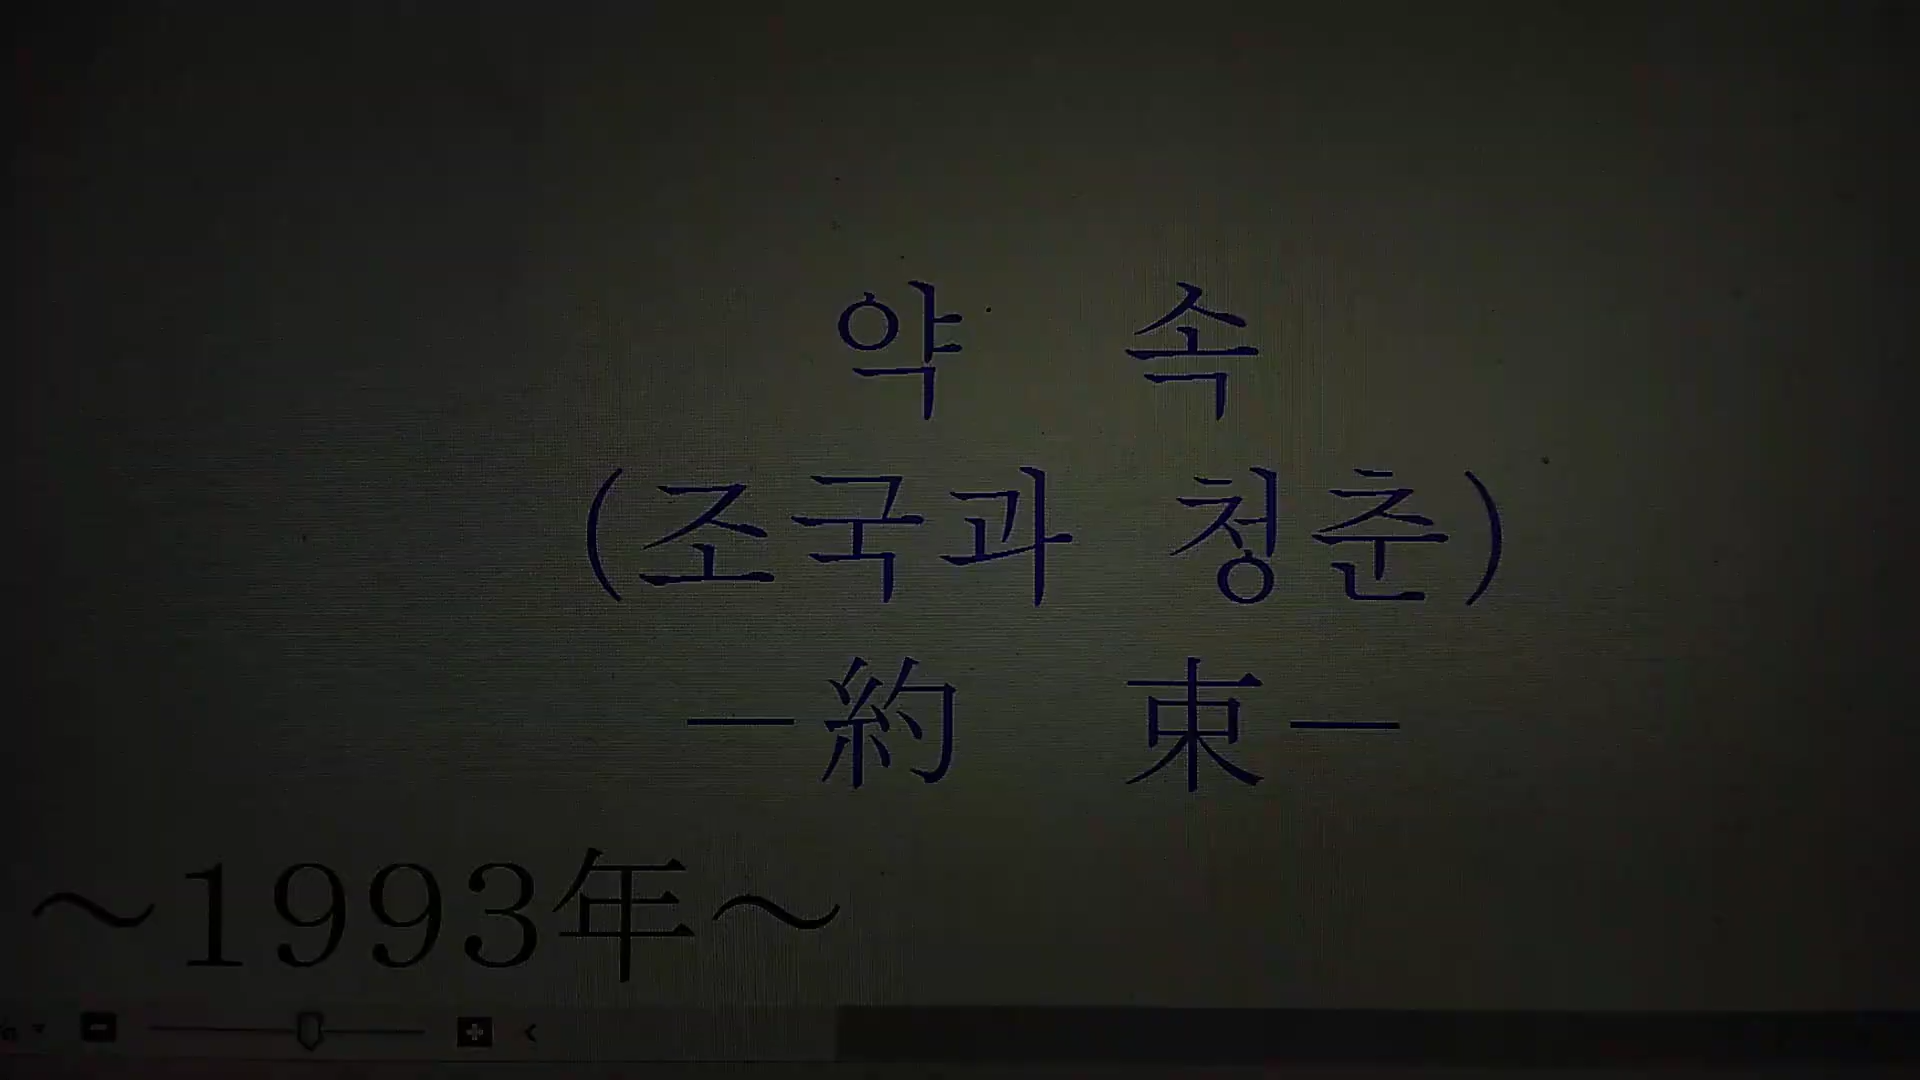 약 속
(조국과 청춘)
―約 束―
～1993年～